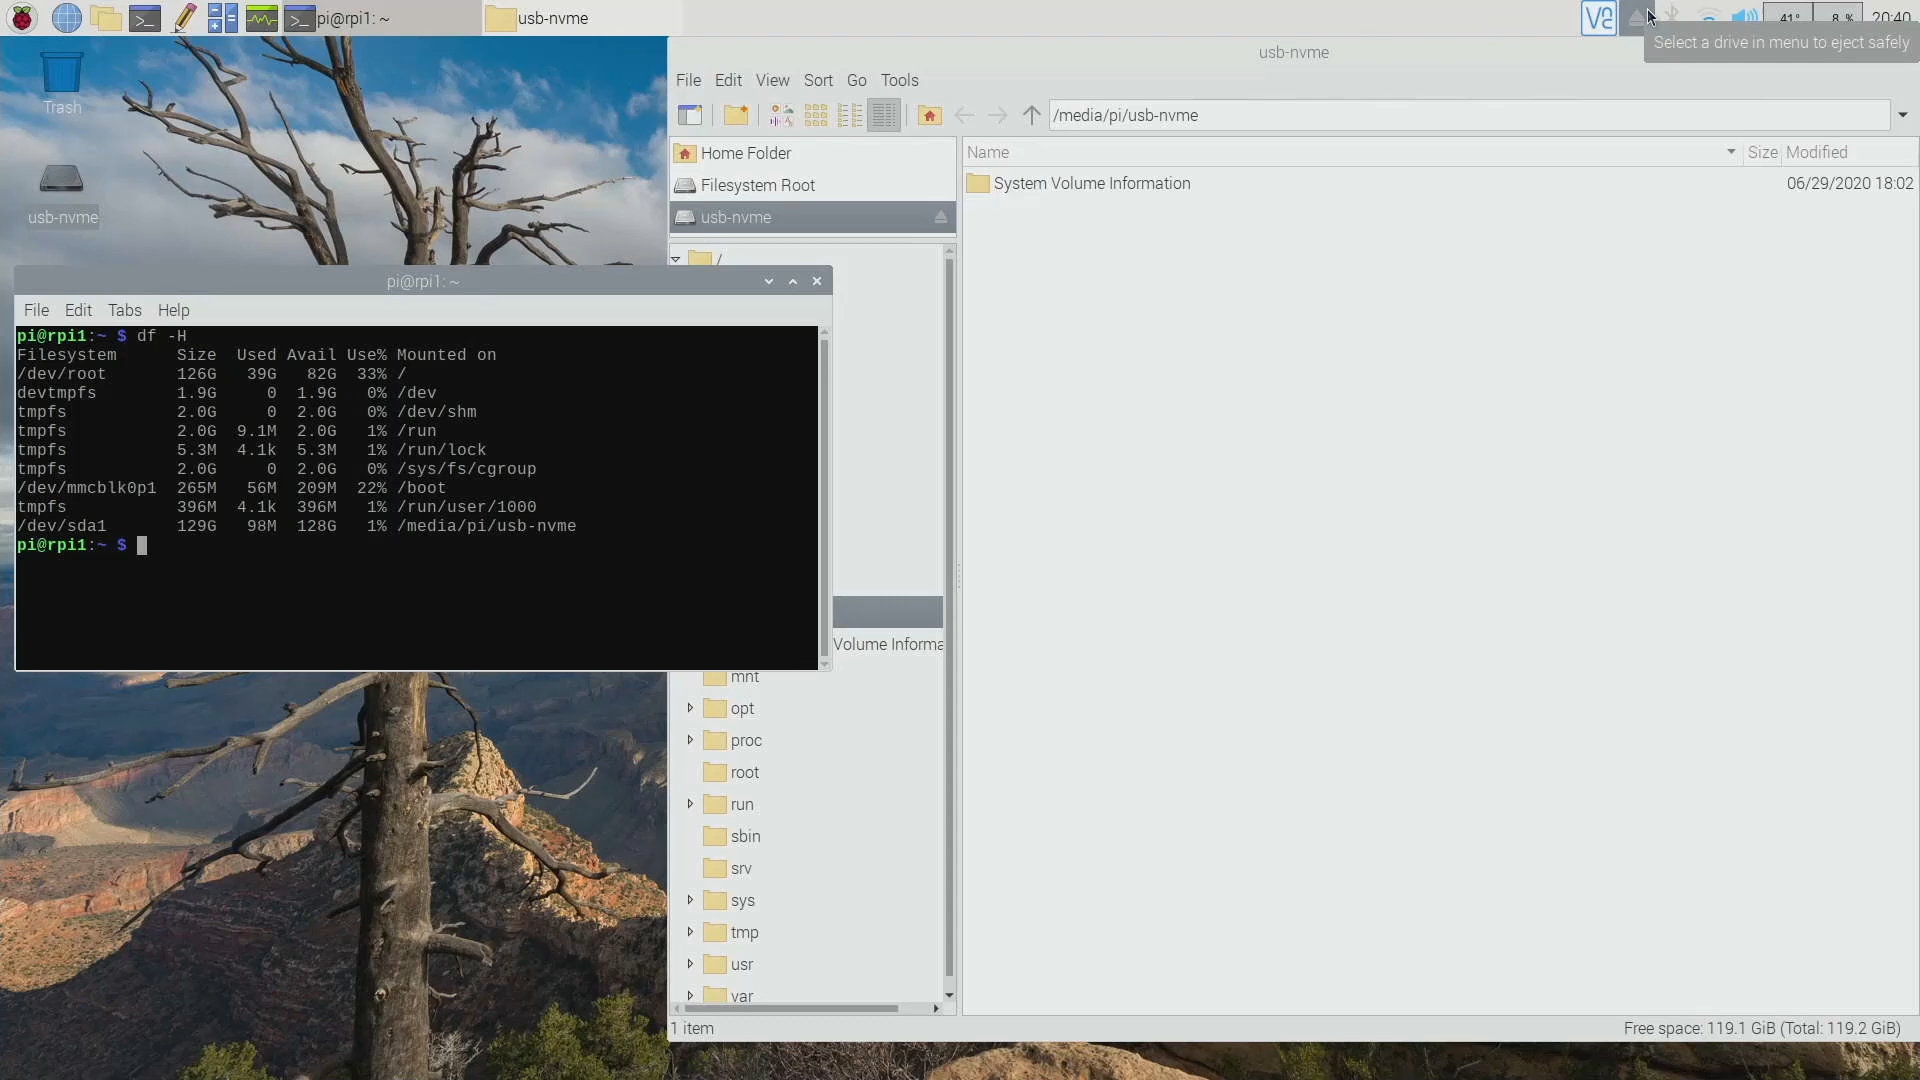 pi@rpi1: ~
usb-nvme
41°
8 %
20:40
Select a drive in menu to eject safely
Trash
usb-nvme
usb-nvme
File Edit View Sort Go Tools
/media/pi/usb-nvme
Home Folder
Filesystem Root
usb-nvme
/
Name Size Modified
System Volume Information 06/29/2020 18:02
pi@rpi1: ~
File Edit Tabs Help
pi@rpi1:~ $ df -H
Filesystem Size Used Avail Use% Mounted on
/dev/root 126G 39G 82G 33% /
devtmpfs 1.9G 0 1.9G 0% /dev
tmpfs 2.0G 0 2.0G 0% /dev/shm
tmpfs 2.0G 9.1M 2.0G 1% /run
tmpfs 5.3M 4.1k 5.3M 1% /run/lock
tmpfs 2.0G 0 2.0G 0% /sys/fs/cgroup
/dev/mmcblk0p1 265M 56M 209M 22% /boot
tmpfs 396M 4.1k 396M 1% /run/user/1000
/dev/sda1 129G 98M 128G 1% /media/pi/usb-nvme
pi@rpi1:~ $
Volume Informa
mnt
opt
proc
root
run
sbin
srv
sys
tmp
usr
var
1 item
Free space: 119.1 GiB (Total: 119.2 GiB)